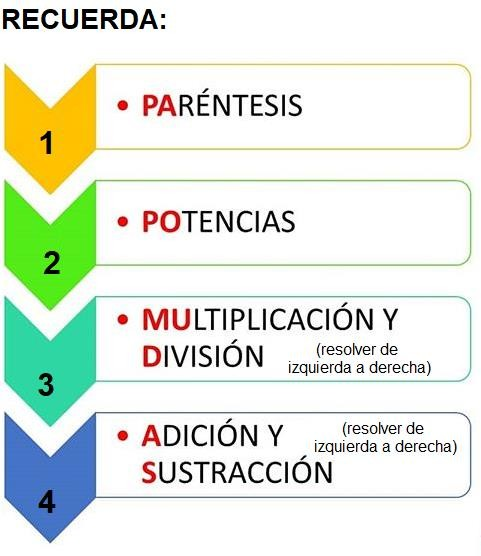 RECUERDA:
1
• PARÉNTESIS
2
• POTENCIAS
3
• MULTIPLICACIÓN Y
DIVISIÓN
(resolver de
izquierda a derecha)
4
• ADICIÓN Y
SUSTRACCIÓN
(resolver de
izquierda a derecha)